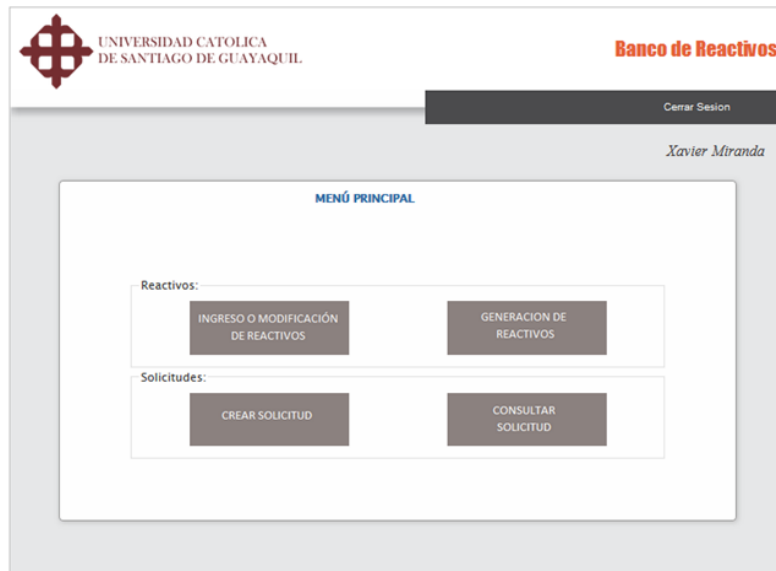 UNIVERSIDAD CATOLICA
DE SANTIAGO DE GUAYAQUIL
Banco de Reactivos
Cerrar Sesion
Xavier Miranda
MENÚ PRINCIPAL
Reactivos:
INGRESO O MODIFICACIÓN
DE REACTIVOS
GENERACION DE
REACTIVOS
Solicitudes:
CREAR SOLICITUD
CONSULTAR
SOLICITUD